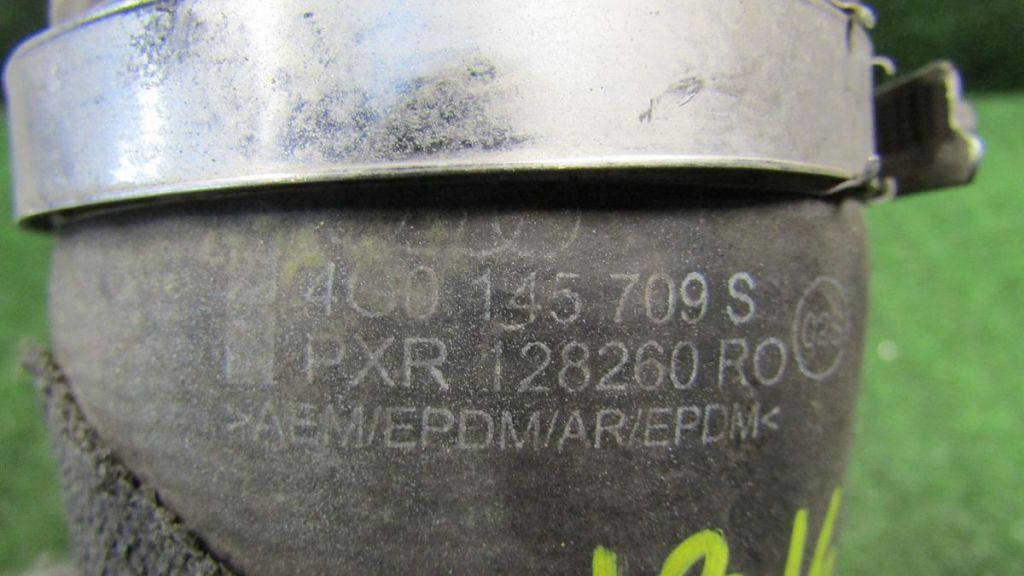 4G0 145 709 S
PXR 128260 RO
>AEM/EPDM/AR/EPDM<